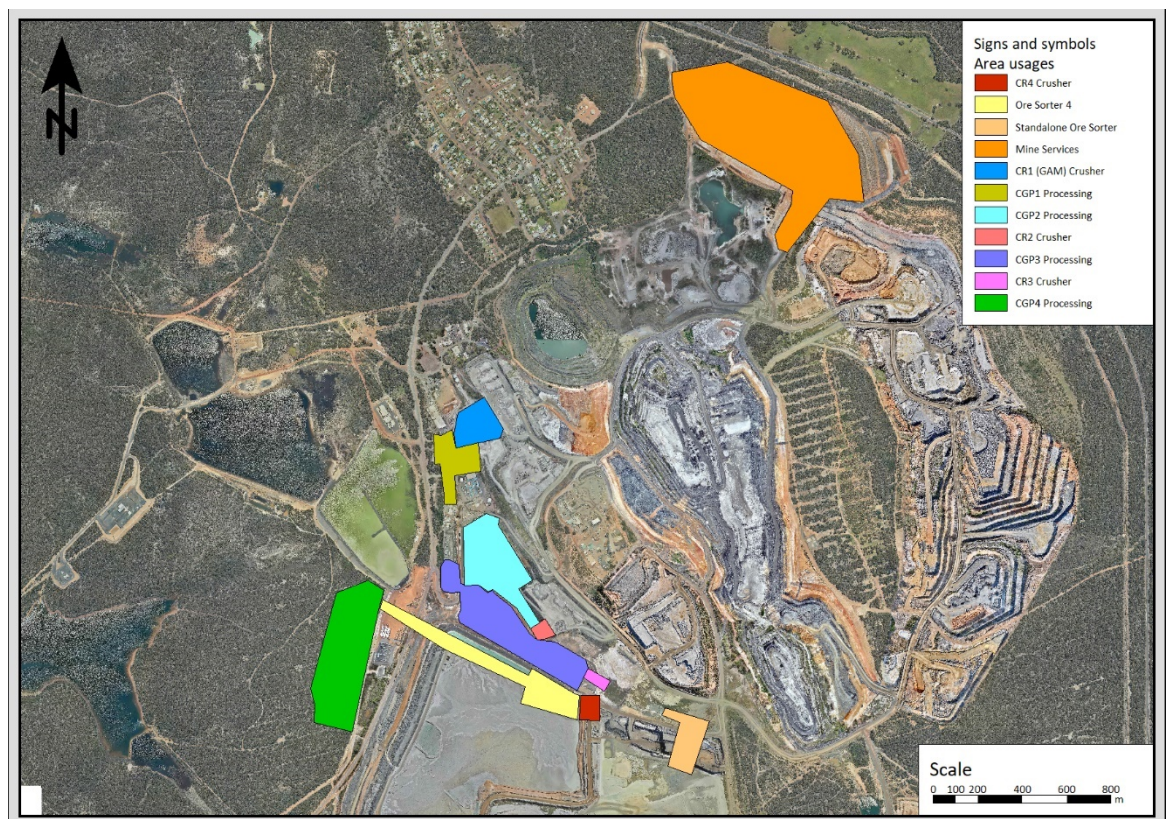 N
Signs and symbols
Area usages
CR4 Crusher
Ore Sorter 4
Standalone Ore Sorter
Mine Services
CR1 (GAM) Crusher
CGP1 Processing
CGP2 Processing
CR2 Crusher
CGP3 Processing
CR3 Crusher
CGP4 Processing
Scale
0 100 200 400 600 800
m